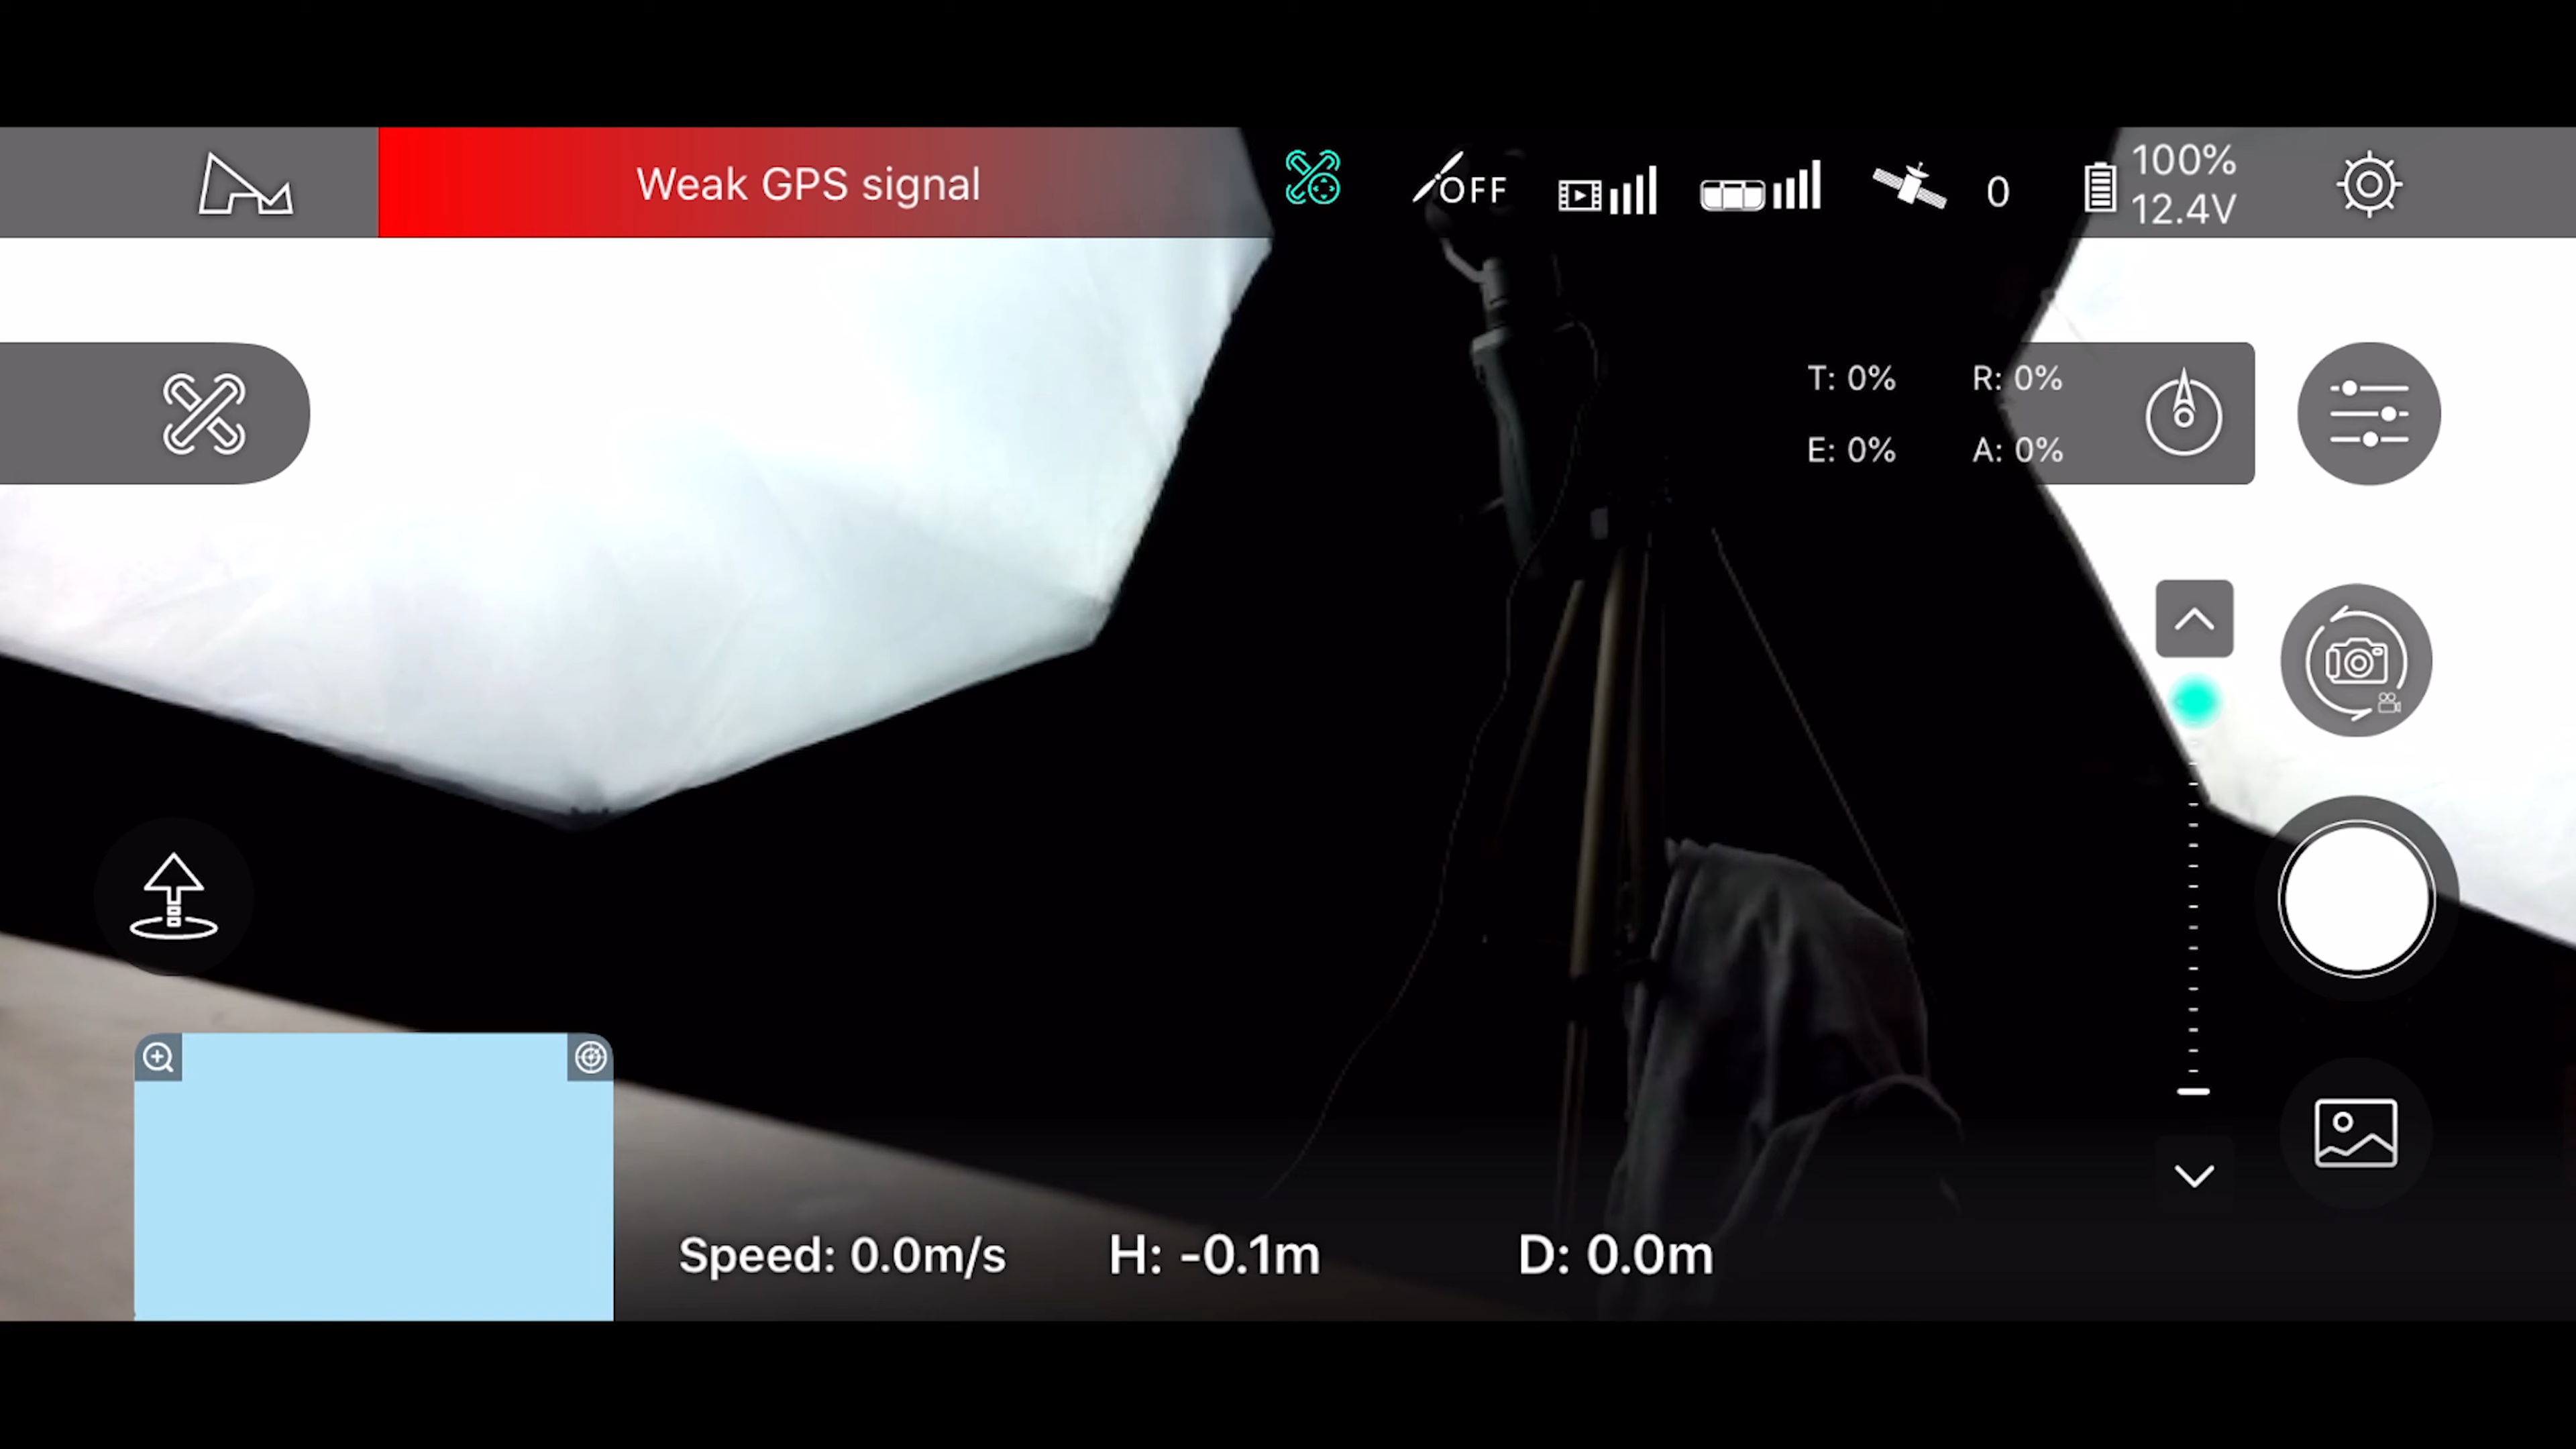 Weak GPS signal
OFF
0
100%
12.4V
T: 0% R: 0%
E: 0% A: 0%
Speed: 0.0m/s H: -0.1m D: 0.0m